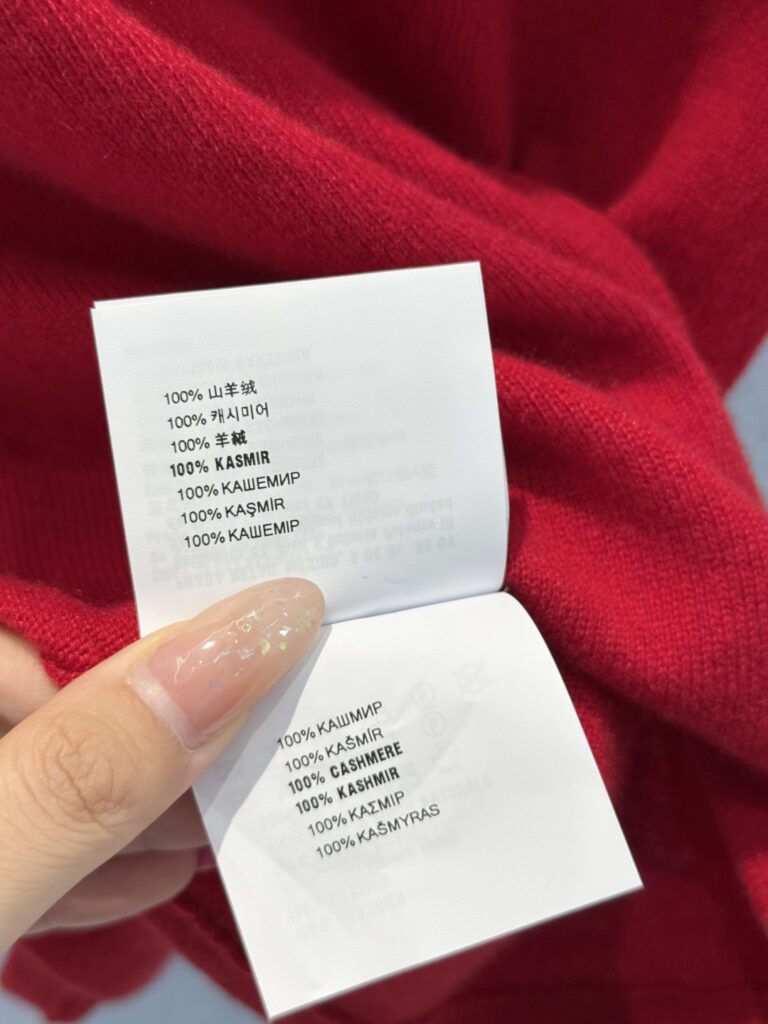 100% 山羊绒
100% 캐시미어
100% 羊絨
100% KASMIR
100% КАШЕМИР
100% KAŞMİR
100% КАШЕМІР
100% КАШМИР
100% KAŠMÍR
100% CASHMERE
100% KASHMIR
100% ΚΑΣΜΙΡ
100% KAŠMYRAS